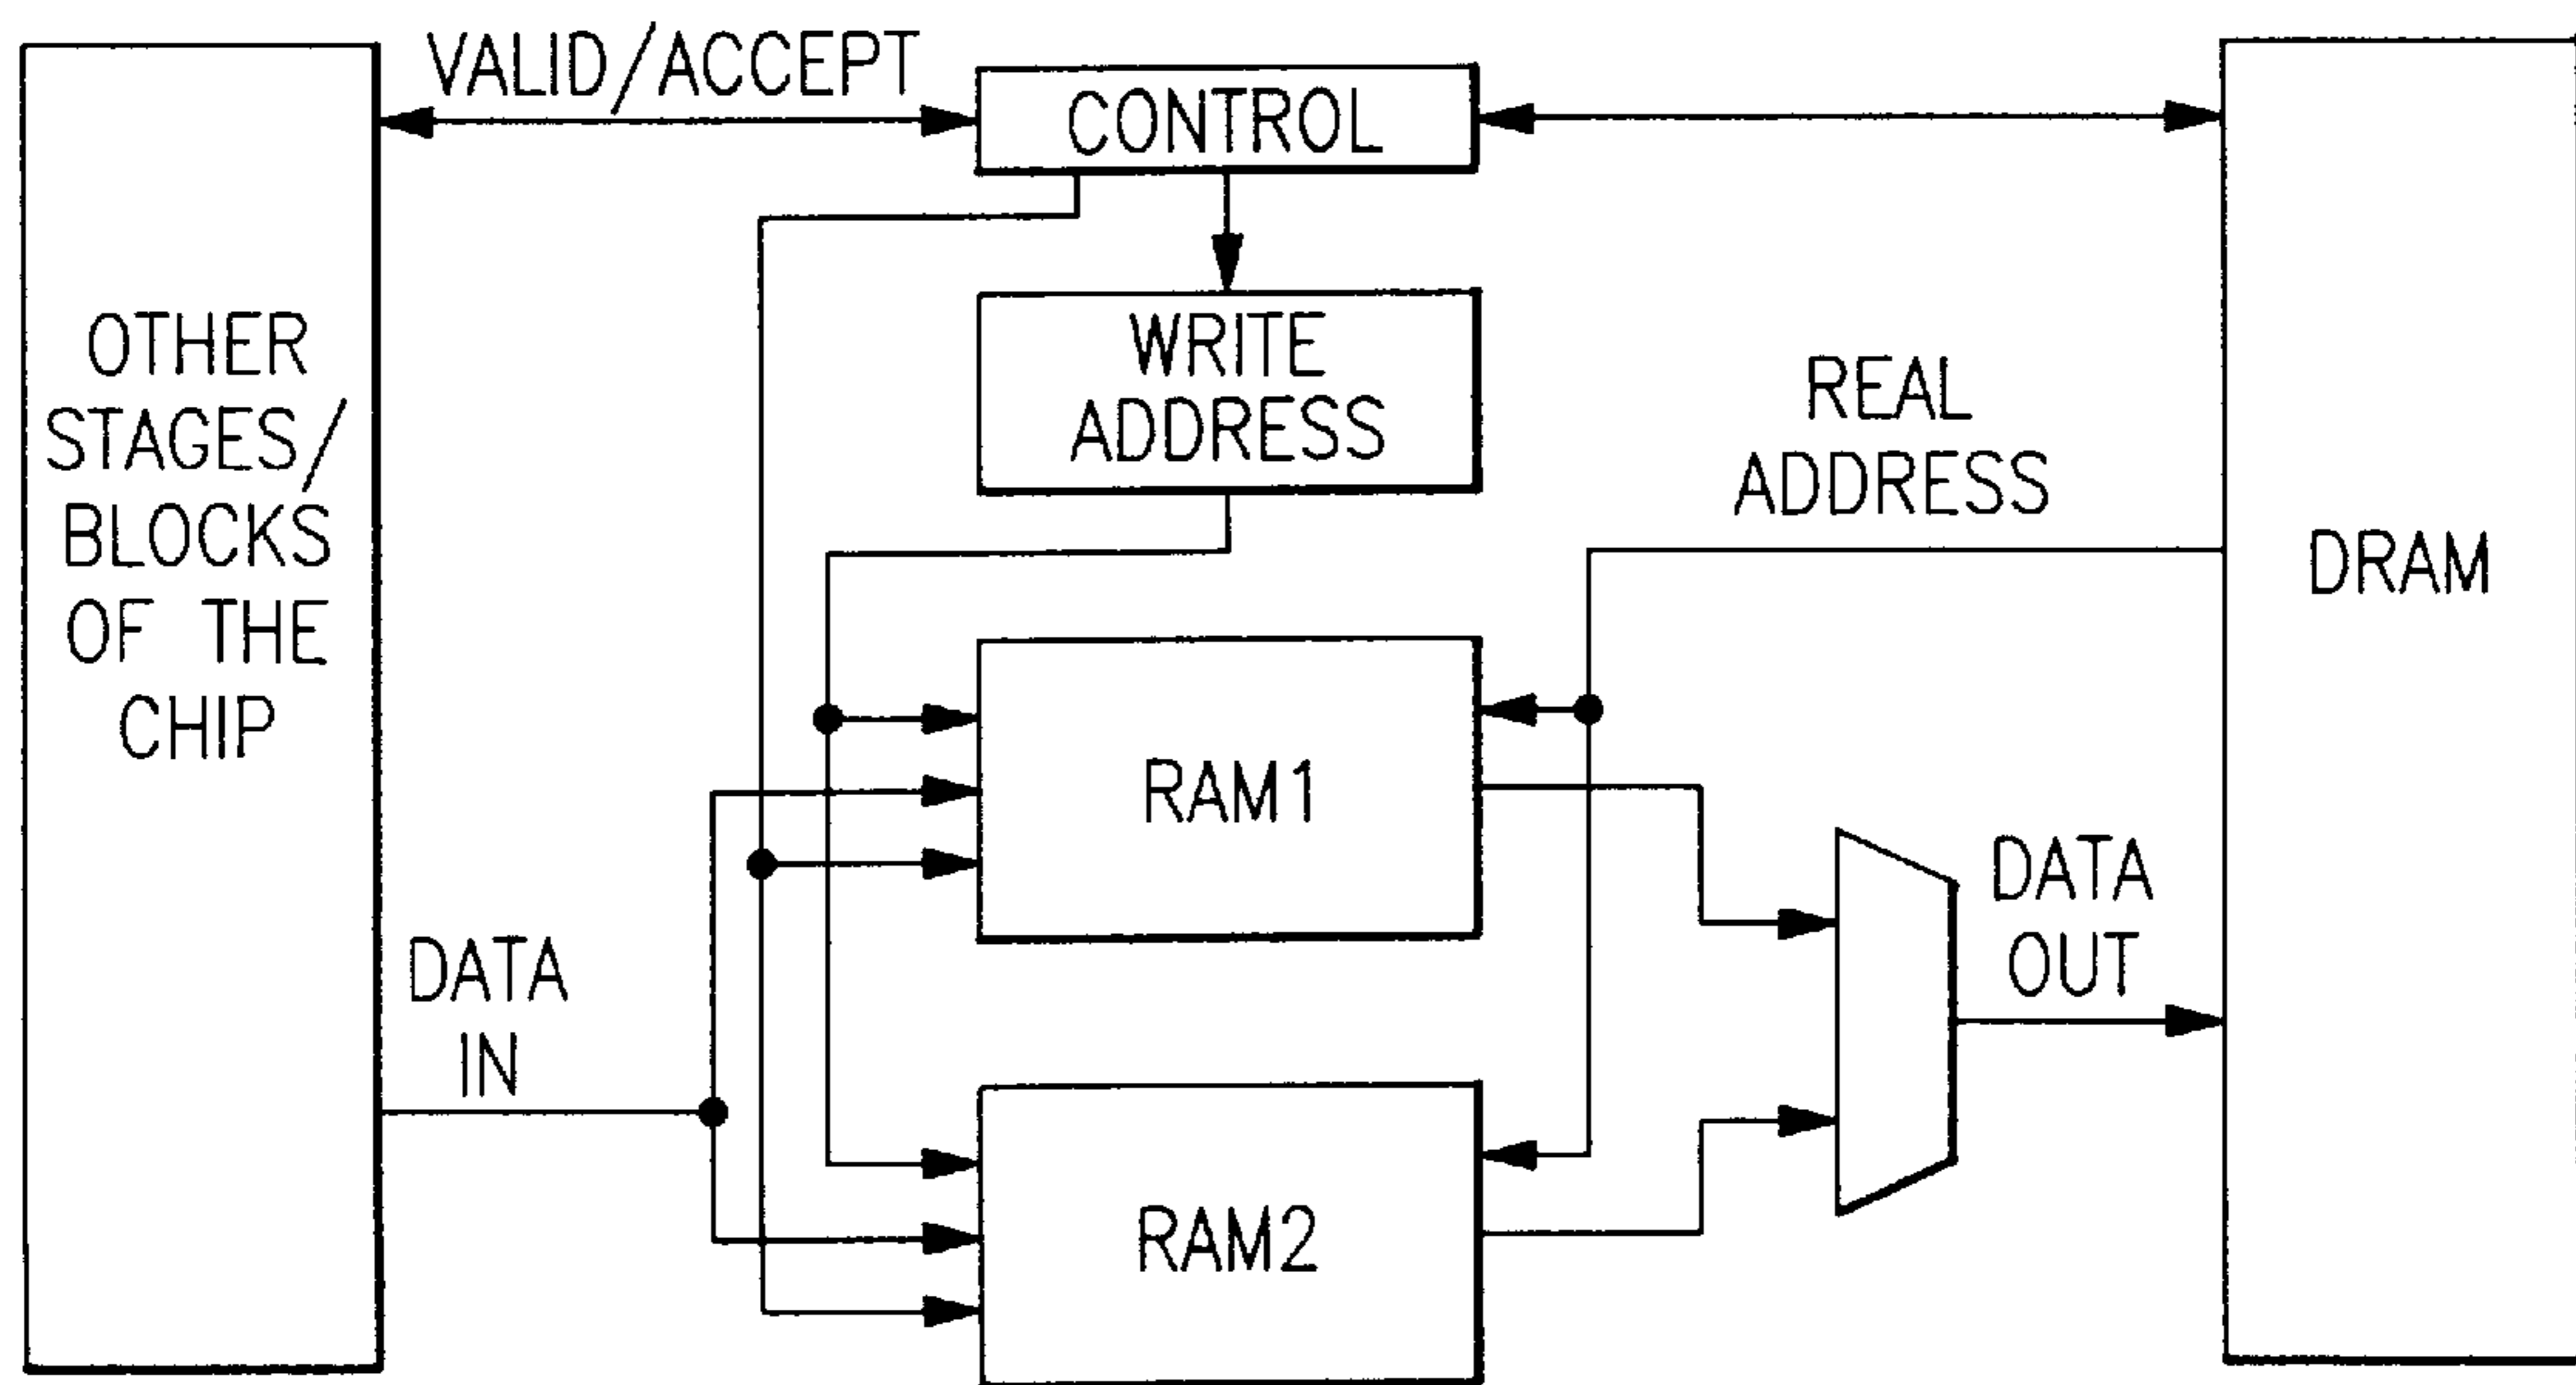 VALID/ACCEPT
CONTROL
OTHER
STAGES/
BLOCKS
OF THE
CHIP
WRITE
ADDRESS
REAL
ADDRESS
DRAM
RAM1
DATA
IN
DATA
OUT
RAM2